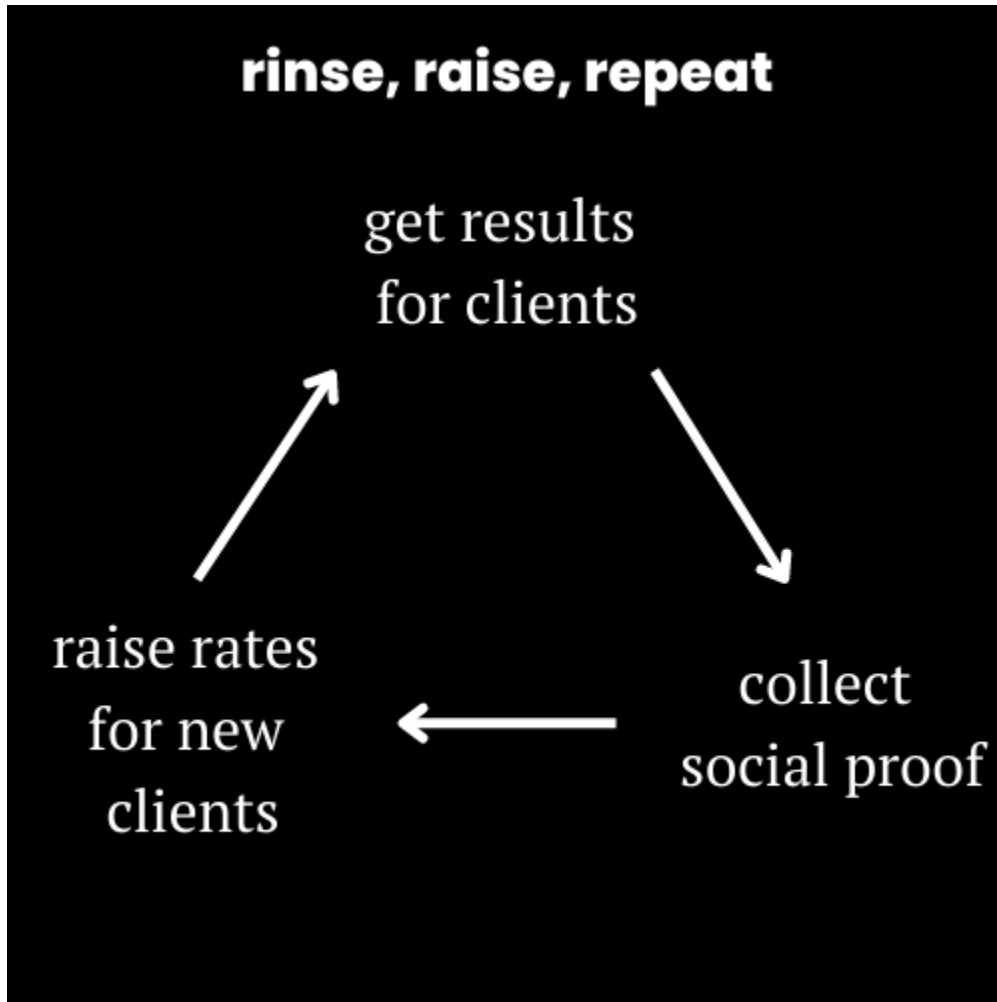 rinse, raise, repeat
get results
for clients
collect
social proof
raise rates
for new
clients